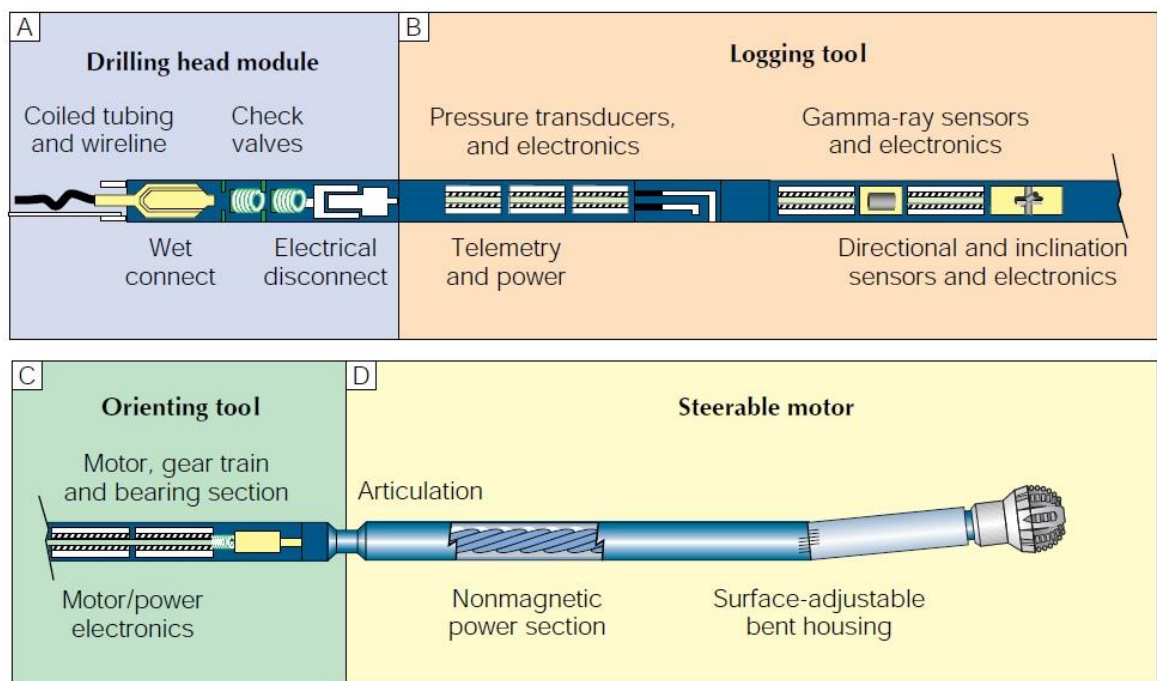 A
Drilling head module
Coiled tubing
and wireline
Check
valves
Wet
connect
Electrical
disconnect
B
Logging tool
Pressure transducers,
and electronics
Gamma-ray sensors
and electronics
Telemetry
and power
Directional and inclination
sensors and electronics
C
Orienting tool
Motor, gear train
and bearing section
Motor/power
electronics
D
Steerable motor
Articulation
Nonmagnetic
power section
Surface-adjustable
bent housing